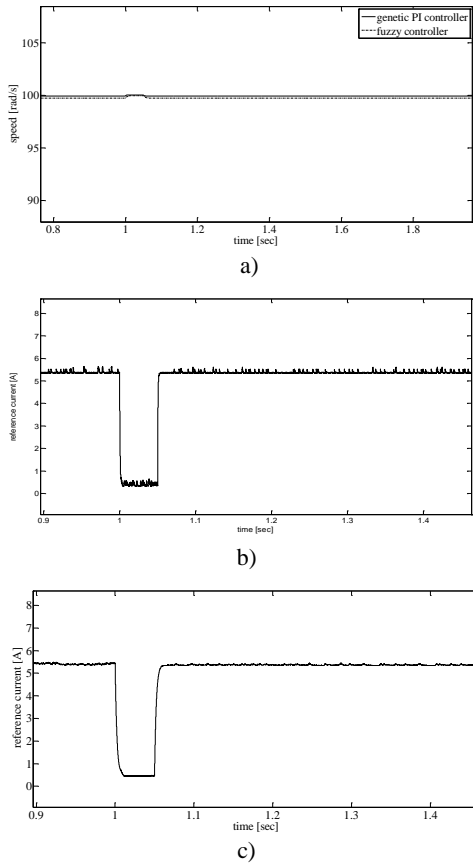 genetic PI controller
fuzzy controller
105
100
95
90
speed [rad/s]
0.8 1 1.2 1.4 1.6 1.8
time [sec]
a)
8
7
6
5
4
3
2
1
0
reference current [A]
0.9 1 1.1 1.2 1.3 1.4
time [sec]
b)
8
7
6
5
4
3
2
1
0
reference current [A]
0.9 1 1.1 1.2 1.3 1.4
time [sec]
c)